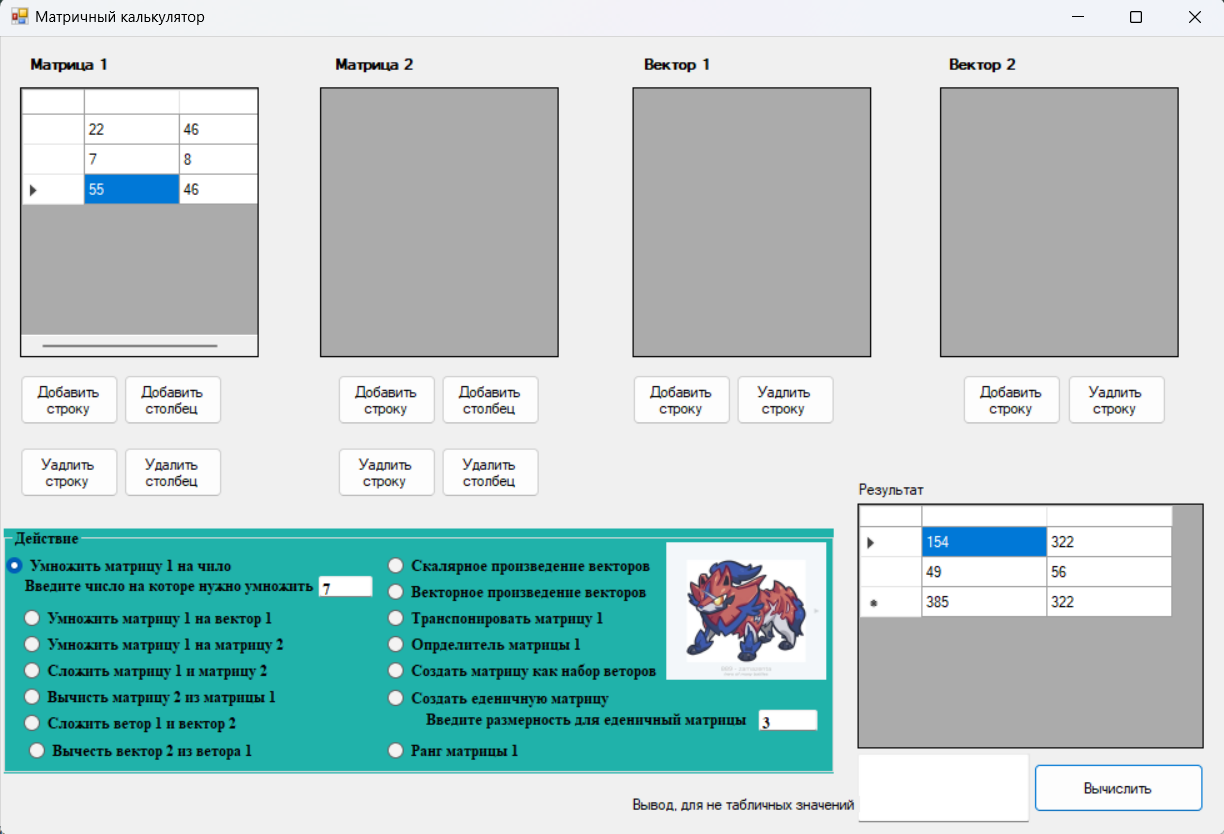 Матричный калькулятор
Матрица 1
Матрица 2
Вектор 1
Вектор 2
22 46
7 8
55 46
Добавить строку
Добавить столбец
Добавить строку
Добавить столбец
Добавить строку
Уадлить строку
Добавить строку
Уадлить строку
Уадлить строку
Удалить столбец
Уадлить строку
Удалить столбец
Результат
154 322
49 56
385 322
Действие
Умножить матрицу 1 на чило
Введите число на которе нужно умножить 7
Умножить матрицу 1 на вектор 1
Умножить матрицу 1 на матрицу 2
Сложить матрицу 1 и матрицу 2
Вычисть матрицу 2 из матрицы 1
Сложить ветор 1 и вектор 2
Вычесть вектор 2 из ветора 1
Скалярное произведение векторов
Векторное произведение векторов
Транспонировать матрицу 1
Опрделитель матрицы 1
Создать матрицу как набор веторов
Создать еденичную матрицу
Введите размерность для еденичный матрицы 3
Ранг матрицы 1
Вывод, для не табличных значений
Вычислить